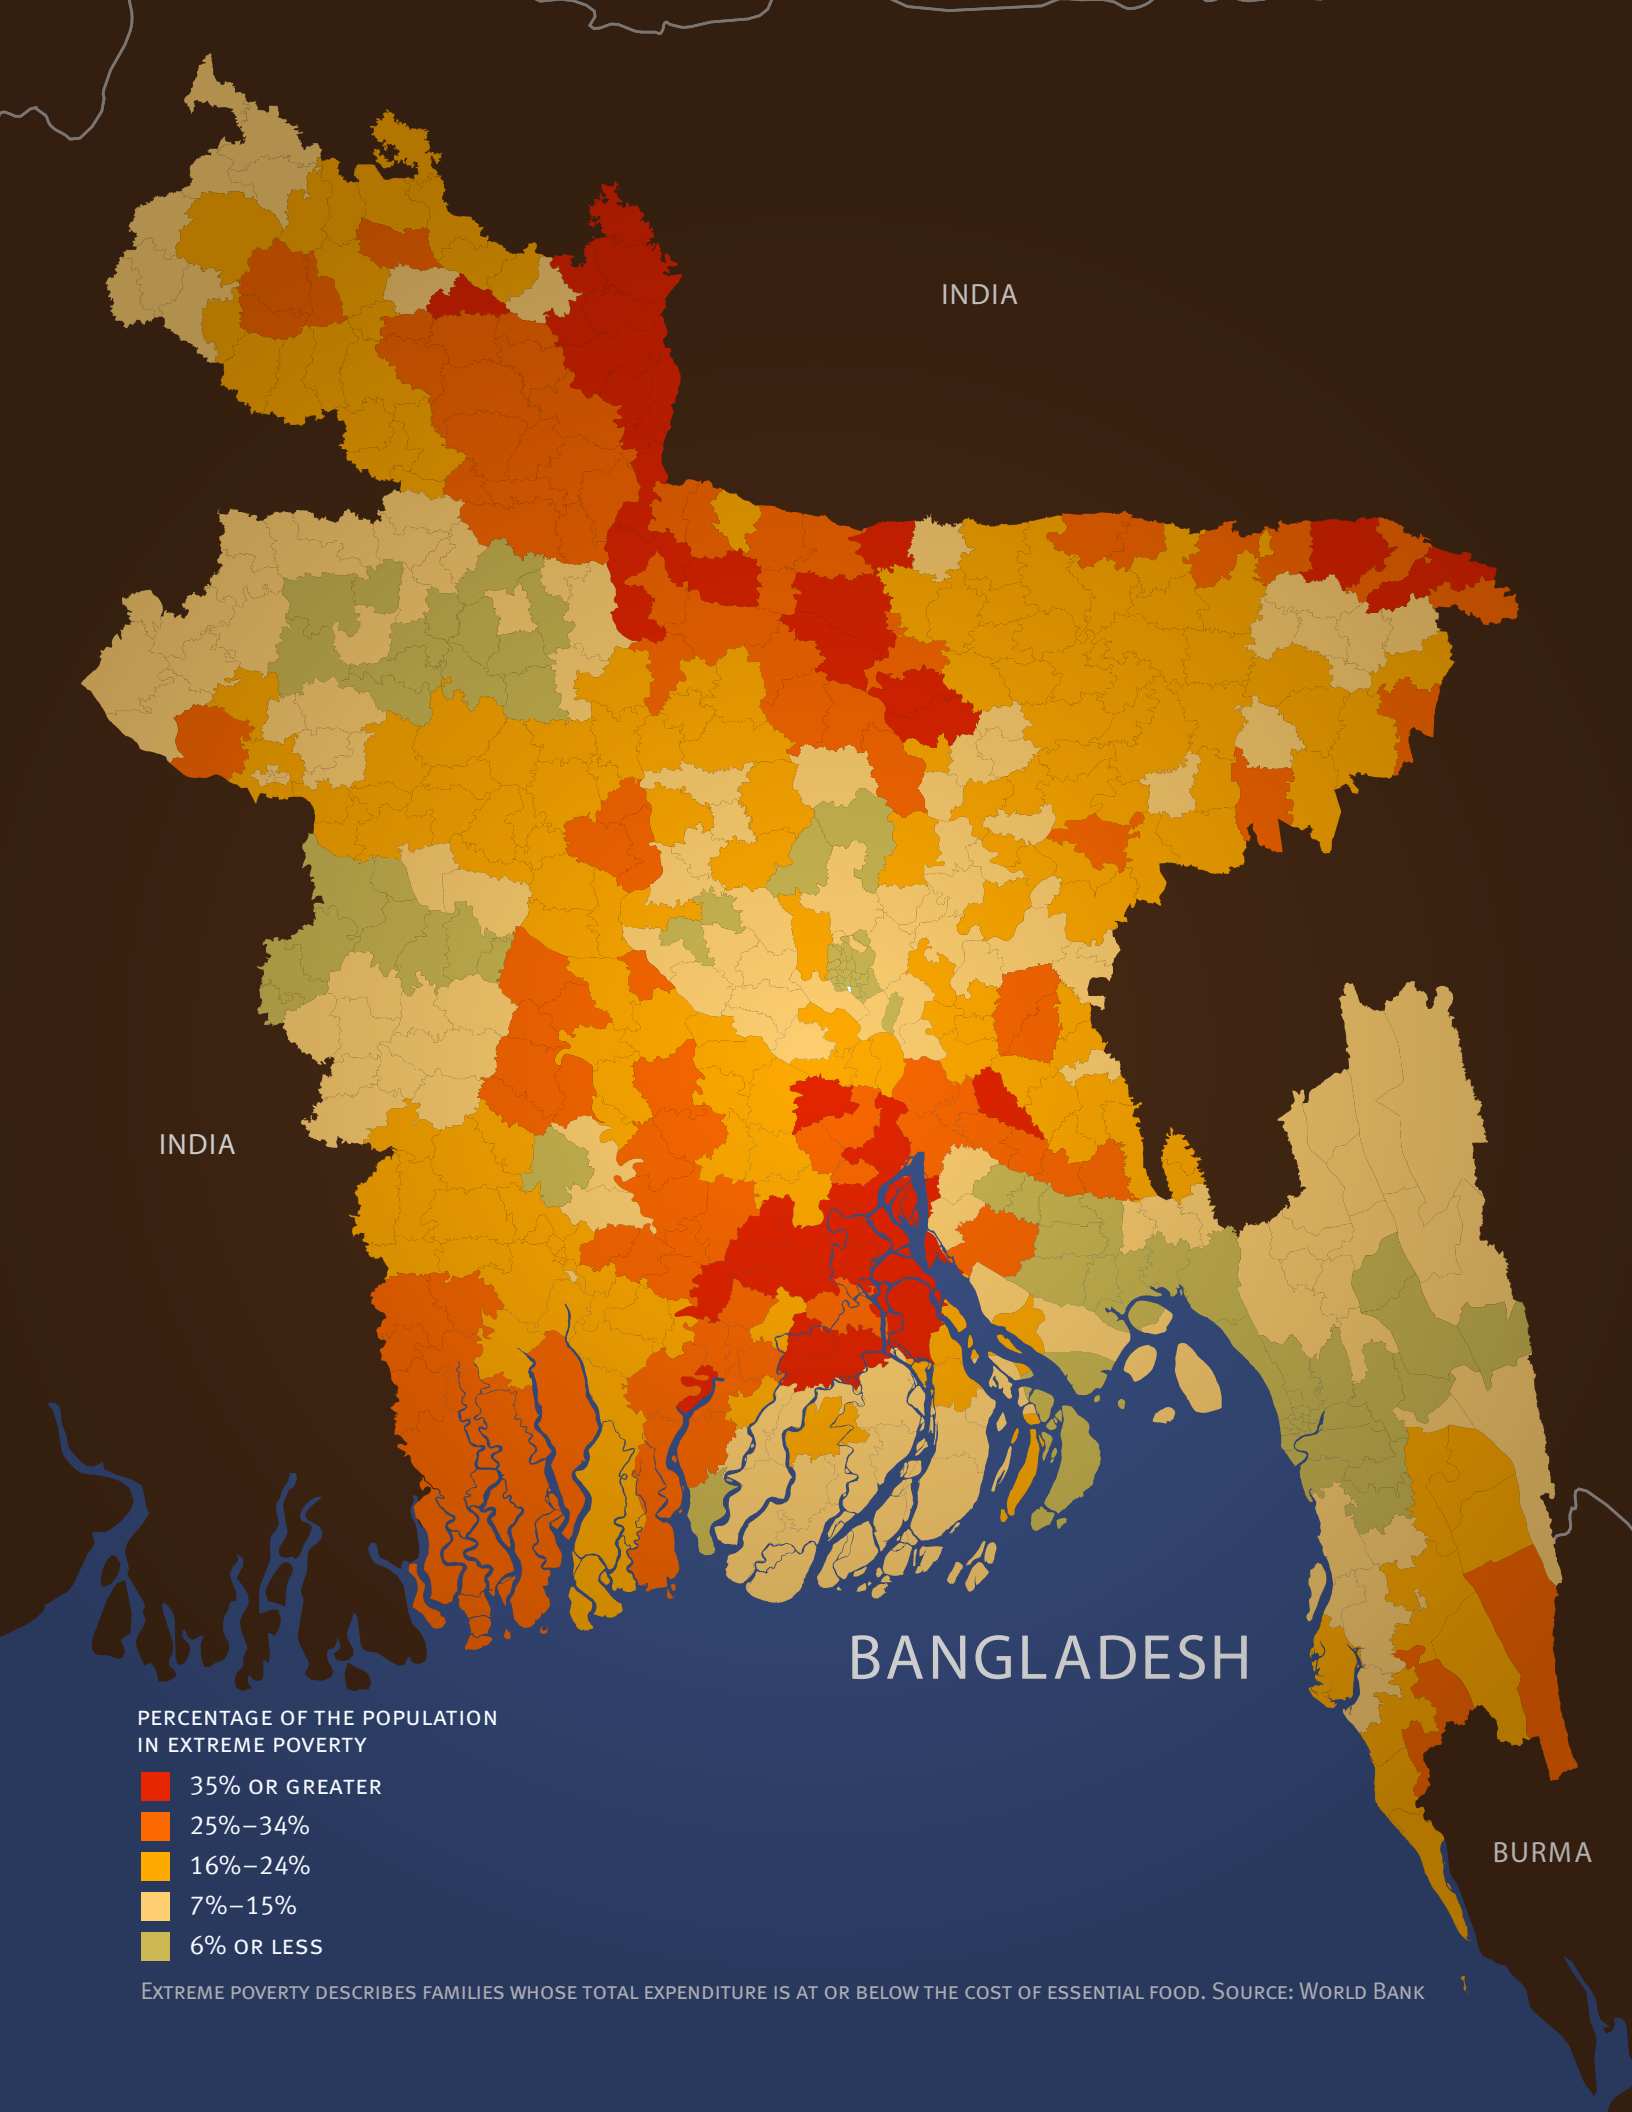 INDIA
INDIA
BANGLADESH
PERCENTAGE OF THE POPULATION
IN EXTREME POVERTY
35% OR GREATER
25%–34%
16%–24%
7%–15%
6% OR LESS
BURMA
EXTREME POVERTY DESCRIBES FAMILIES WHOSE TOTAL EXPENDITURE IS AT OR BELOW THE COST OF ESSENTIAL FOOD. SOURCE: WORLD BANK